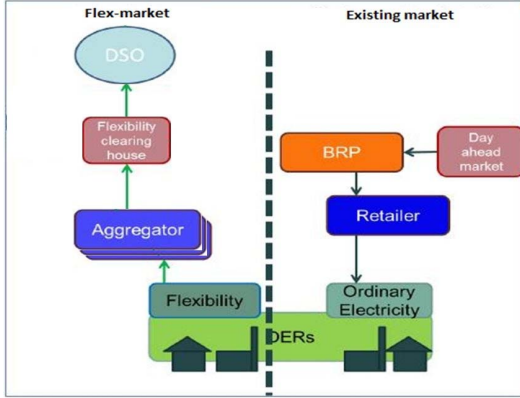 Flex-market
Existing market
DSO
Flexibility
clearing
house
BRP
Day
ahead
market
Aggregator
Retailer
Flexibility
Ordinary
Electricity
DERs